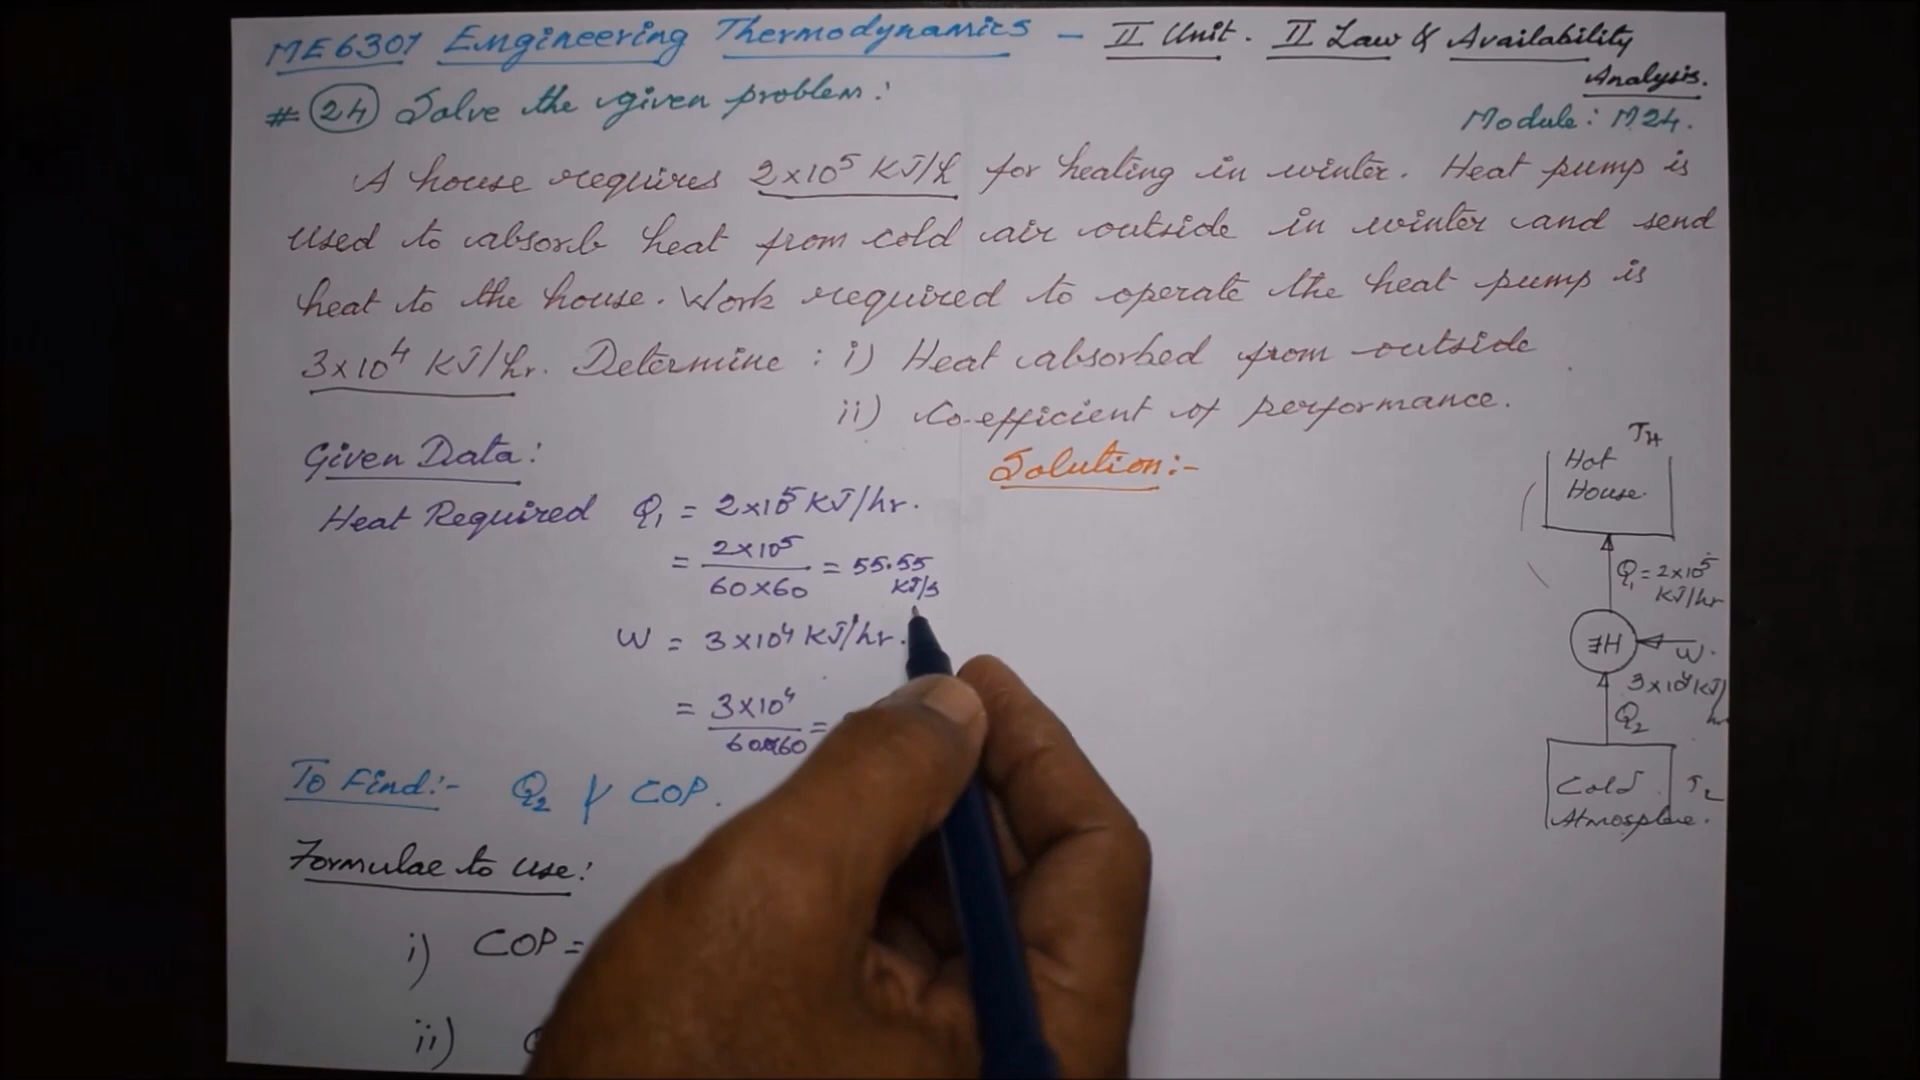 ME6301 Engineering Thermodynamics - II Unit. II Law & Availability
Analysis.
# 24 Solve the given problem:
Module: M24.
A house requires 2×10⁵ KJ/h for heating in winter. Heat pump is
used to absorb heat from cold air outside in winter and send
heat to the house. Work required to operate the heat pump is
3×10⁴ KJ/hr. Determine: i) Heat absorbed from outside
ii) Co-efficient of performance.
Given Data:
Heat Required Q₁ = 2×10⁵ KJ/hr.
= 2×10⁵ / 60×60 = 55.55 KJ/s
W = 3×10⁴ KJ/hr.
= 3×10⁴ / 60×60 =
To Find:- Q₂ & COP.
Formulae to use:
i) COP =
ii)
Solution:-
T_H
Hot
House.
Q₁ = 2×10⁵
KJ/hr
W.
3×10⁴ KJ/
hr
Q₂
Cold
Atmosphere.